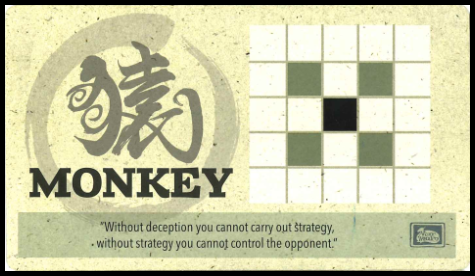 猿
MONKEY
"Without deception you cannot carry out strategy,
without strategy you cannot control the opponent."